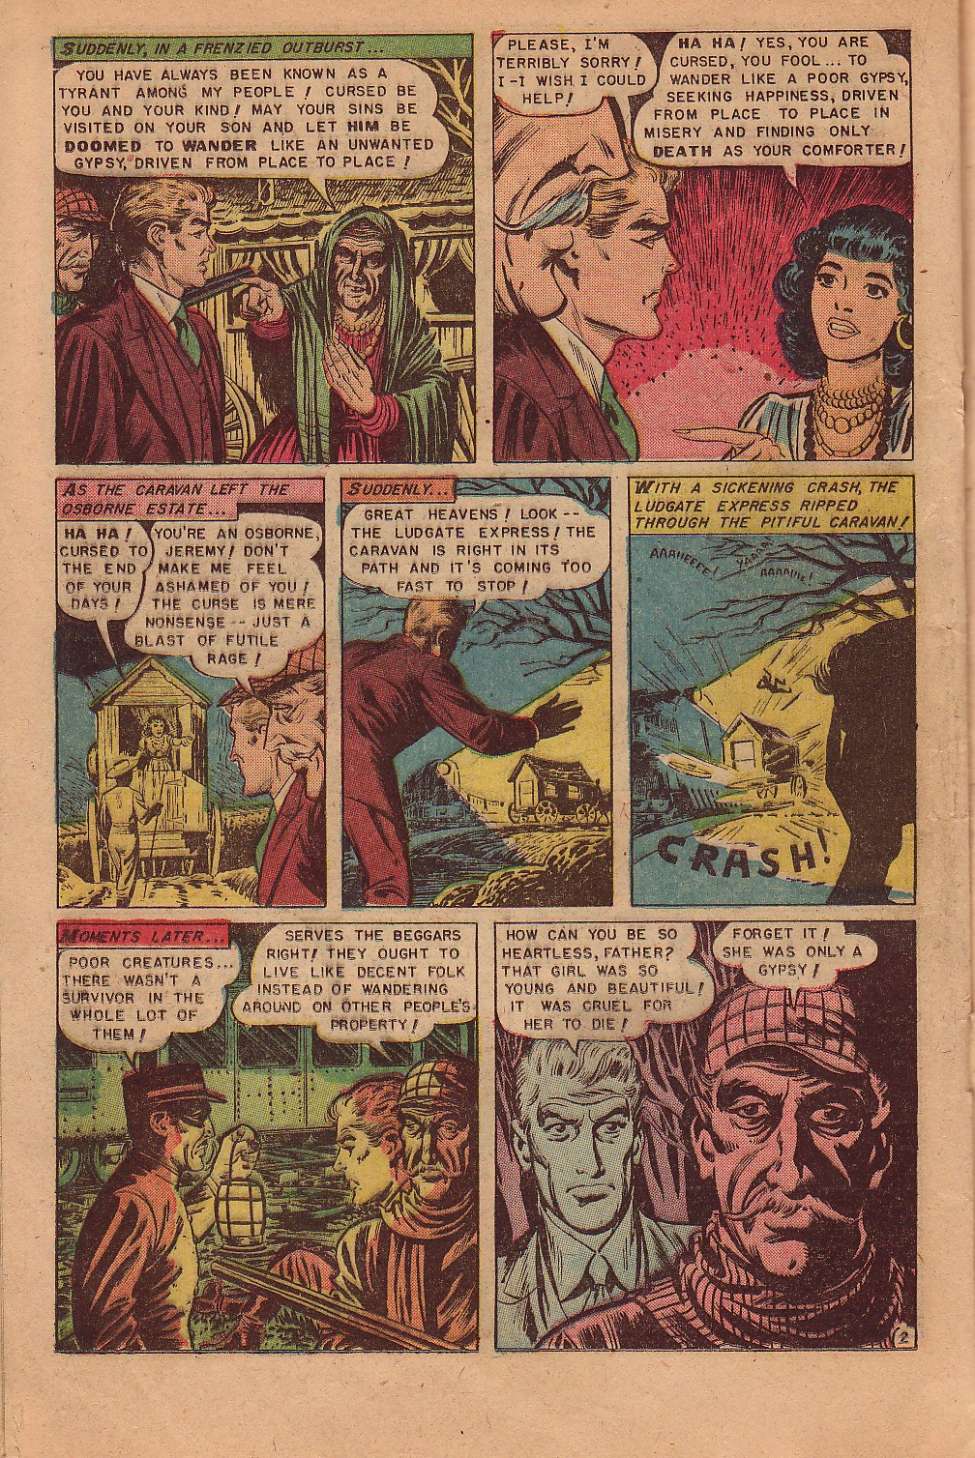 SUDDENLY, IN A FRENZIED OUTBURST...
YOU HAVE ALWAYS BEEN KNOWN AS A
TYRANT AMONG MY PEOPLE! CURSED BE
YOU AND YOUR KIND! MAY YOUR SINS BE
VISITED ON YOUR SON AND LET HIM BE
DOOMED TO WANDER LIKE AN UNWANTED
GYPSY, DRIVEN FROM PLACE TO PLACE!
PLEASE, I'M
TERRIBLY SORRY!
I-I WISH I COULD
HELP!
HA HA! YES, YOU ARE
CURSED, YOU FOOL... TO
WANDER LIKE A POOR GYPSY,
SEEKING HAPPINESS, DRIVEN
FROM PLACE TO PLACE IN
MISERY AND FINDING ONLY
DEATH AS YOUR COMFORTER!
AS THE CARAVAN LEFT THE
OSBORNE ESTATE...
HA HA!
CURSED TO
THE END
OF YOUR
DAYS!
YOU'RE AN OSBORNE,
JEREMY! DON'T
MAKE ME FEEL
ASHAMED OF YOU!
THE CURSE IS MERE
NONSENSE -- JUST A
BLAST OF FUTILE
RAGE!
SUDDENLY...
GREAT HEAVENS! LOOK --
THE LUDGATE EXPRESS! THE
CARAVAN IS RIGHT IN ITS
PATH AND IT'S COMING TOO
FAST TO STOP!
WITH A SICKENING CRASH, THE
LUDGATE EXPRESS RIPPED
THROUGH THE PITIFUL CARAVAN!
CRASH!
MOMENTS LATER...
POOR CREATURES...
THERE WASN'T A
SURVIVOR IN THE
WHOLE LOT OF
THEM!
SERVES THE BEGGARS
RIGHT! THEY OUGHT TO
LIVE LIKE DECENT FOLK
INSTEAD OF WANDERING
AROUND ON OTHER PEOPLE'S
PROPERTY!
HOW CAN YOU BE SO
HEARTLESS, FATHER?
THAT GIRL WAS SO
YOUNG AND BEAUTIFUL!
IT WAS CRUEL FOR
HER TO DIE!
FORGET IT!
SHE WAS ONLY A
GYPSY!
2